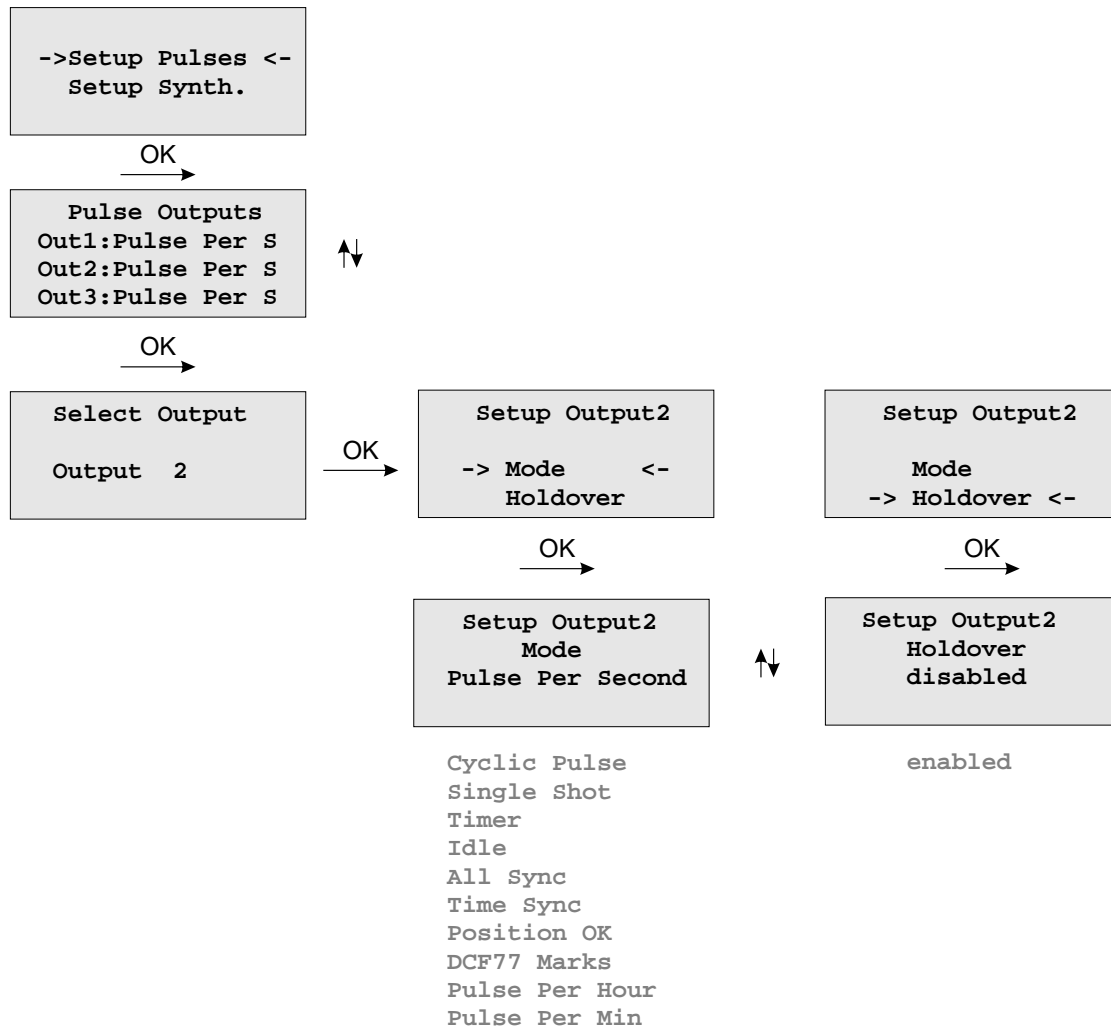 ->Setup Pulses <-
Setup Synth.
OK
Pulse Outputs
Out1:Pulse Per S
Out2:Pulse Per S
Out3:Pulse Per S
OK
Select Output
Output 2
OK
Setup Output2
-> Mode <-
Holdover
OK
Setup Output2
Mode
Pulse Per Second
Cyclic Pulse
Single Shot
Timer
Idle
All Sync
Time Sync
Position OK
DCF77 Marks
Pulse Per Hour
Pulse Per Min
Setup Output2
Mode
-> Holdover <-
OK
Setup Output2
Holdover
disabled
enabled